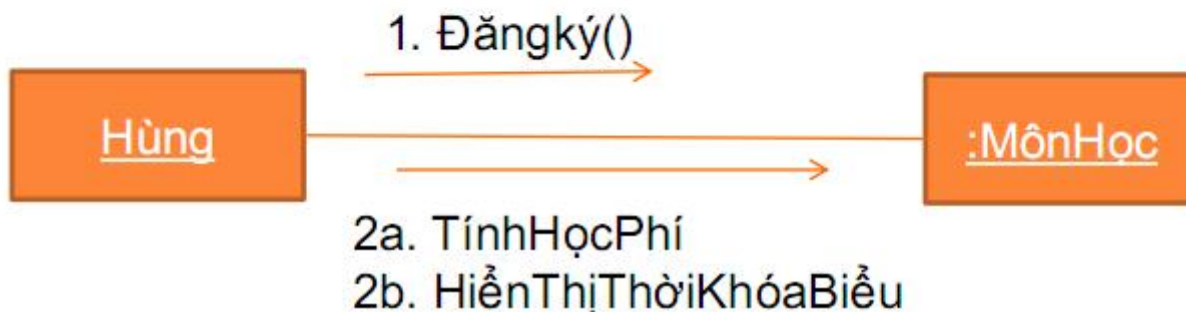 1. Đăngký()
Hùng
:MônHọc
2a. TínhHọcPhí
2b. HiểnThịThờiKhóaBiểu